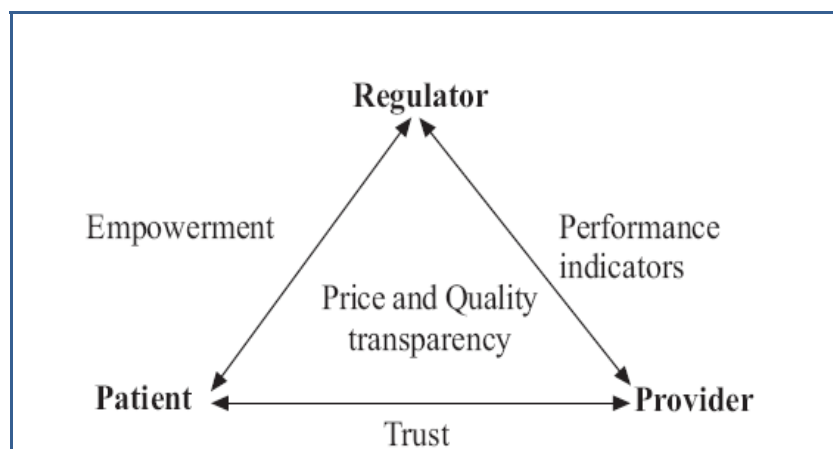 Regulator
Empowerment
Performance
indicators
Price and Quality
transparency
Patient
Provider
Trust